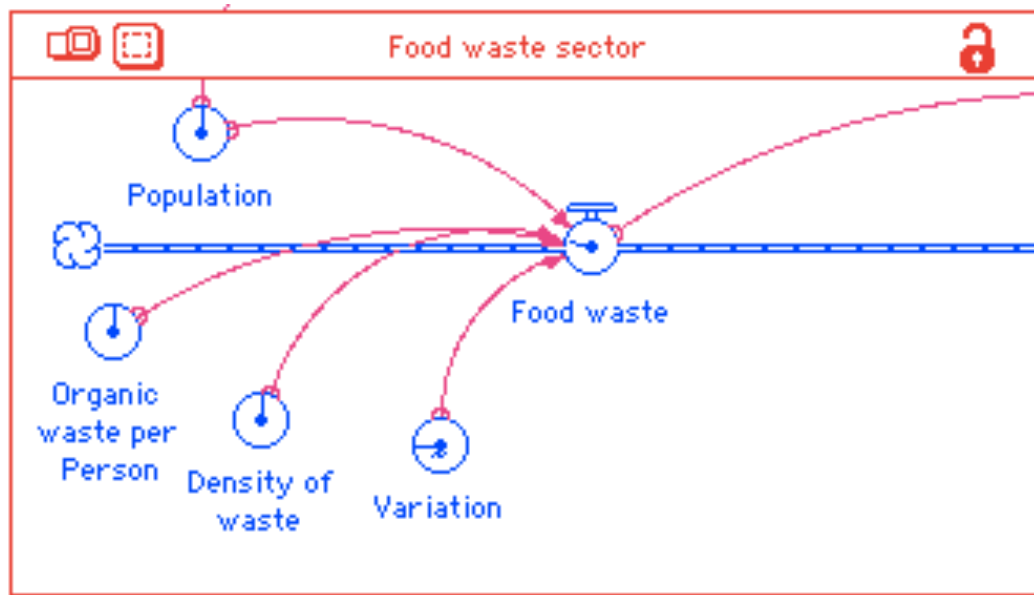 Food waste sector
Population
Food waste
Organic
waste per
Person
Density of
waste
Variation